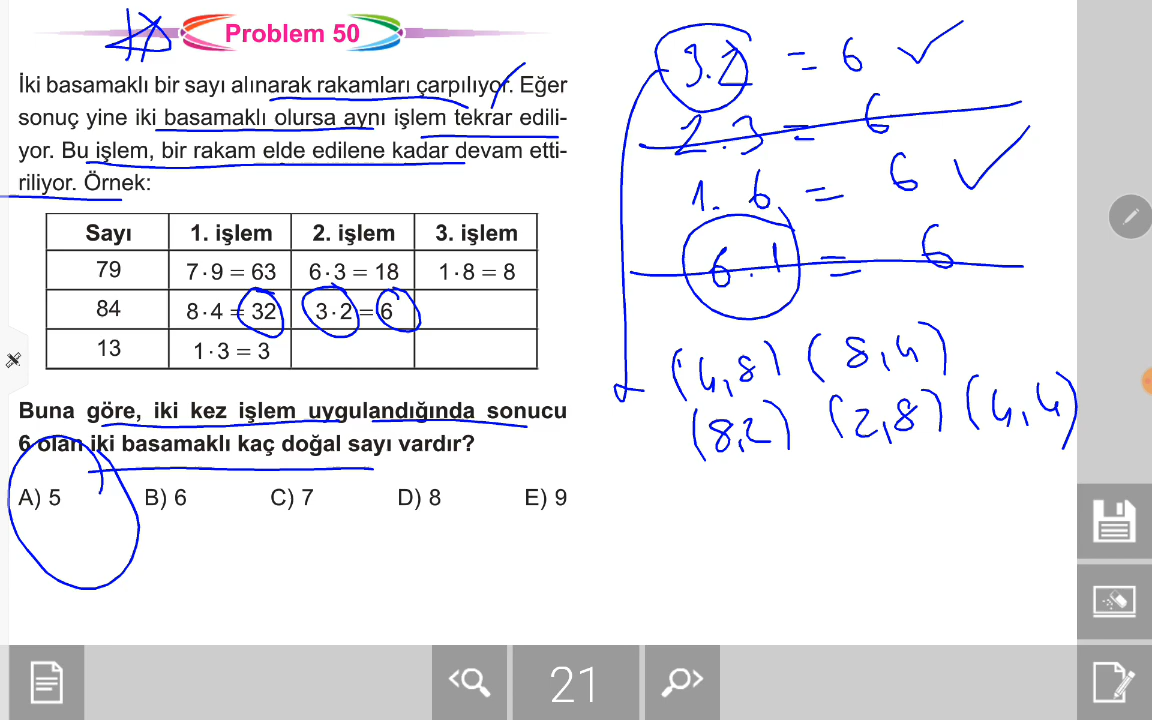 Problem 50
İki basamaklı bir sayı alınarak rakamları çarpılıyor. Eğer
sonuç yine iki basamaklı olursa aynı işlem tekrar edili-
yor. Bu işlem, bir rakam elde edilene kadar devam etti-
riliyor. Örnek:
Sayı 1. işlem 2. işlem 3. işlem
79 7·9 = 63 6·3 = 18 1·8 = 8
84 8·4 = 32 3·2 = 6
13 1·3 = 3
Buna göre, iki kez işlem uygulandığında sonucu
6 olan iki basamaklı kaç doğal sayı vardır?
A) 5 B) 6 C) 7 D) 8 E) 9
3.2 = 6 ✓
2.3 = 6
1.6 = 6 ✓
6.1 = 6
(4,8) (8,4)
(8,2) (2,8) (4,4)
21